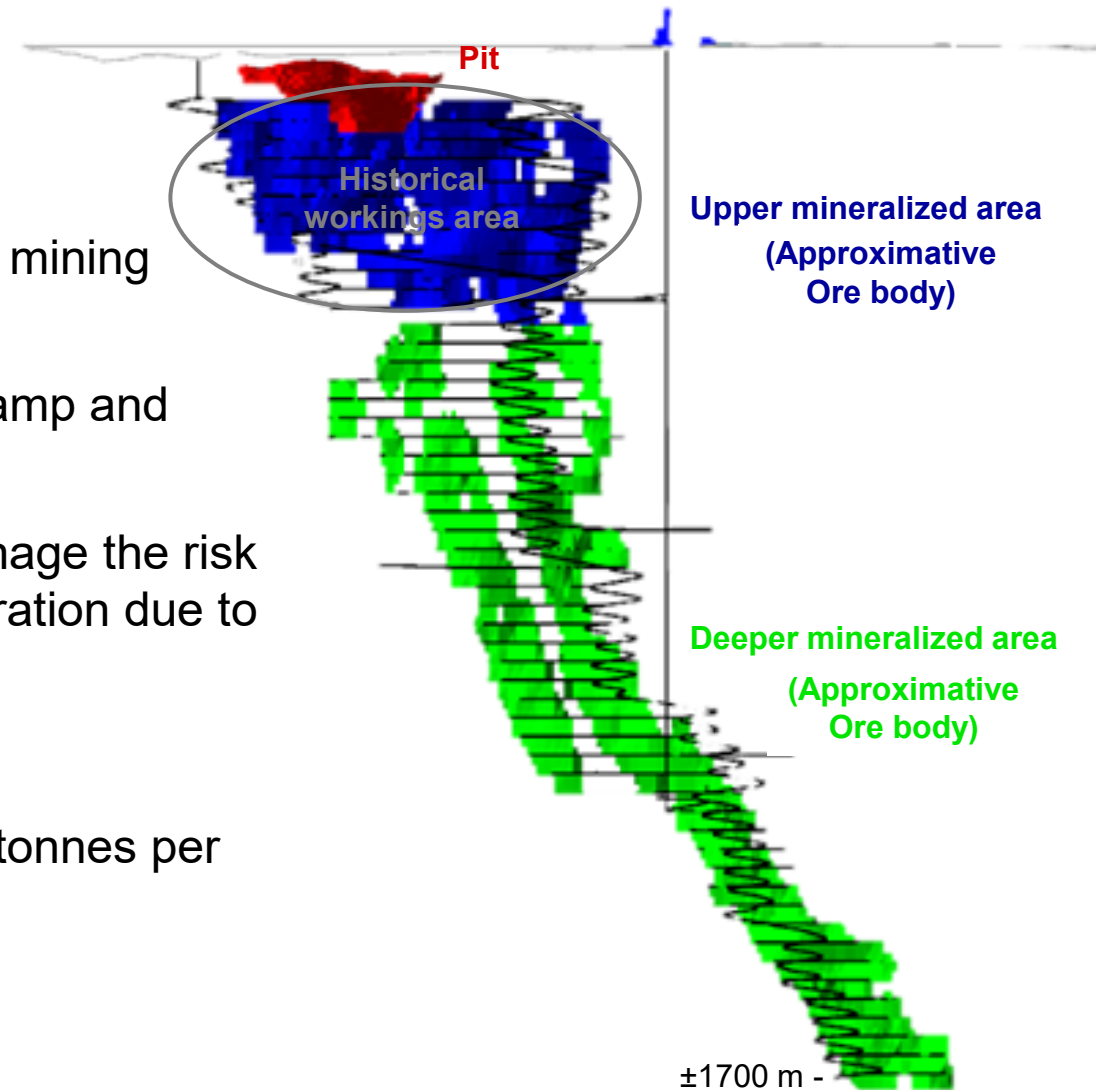 Pit
Historical
workings area
Upper mineralized area
(Approximative
Ore body)
mining
amp and
nage the risk
ration due to
Deeper mineralized area
(Approximative
Ore body)
tonnes per
±1700 m -